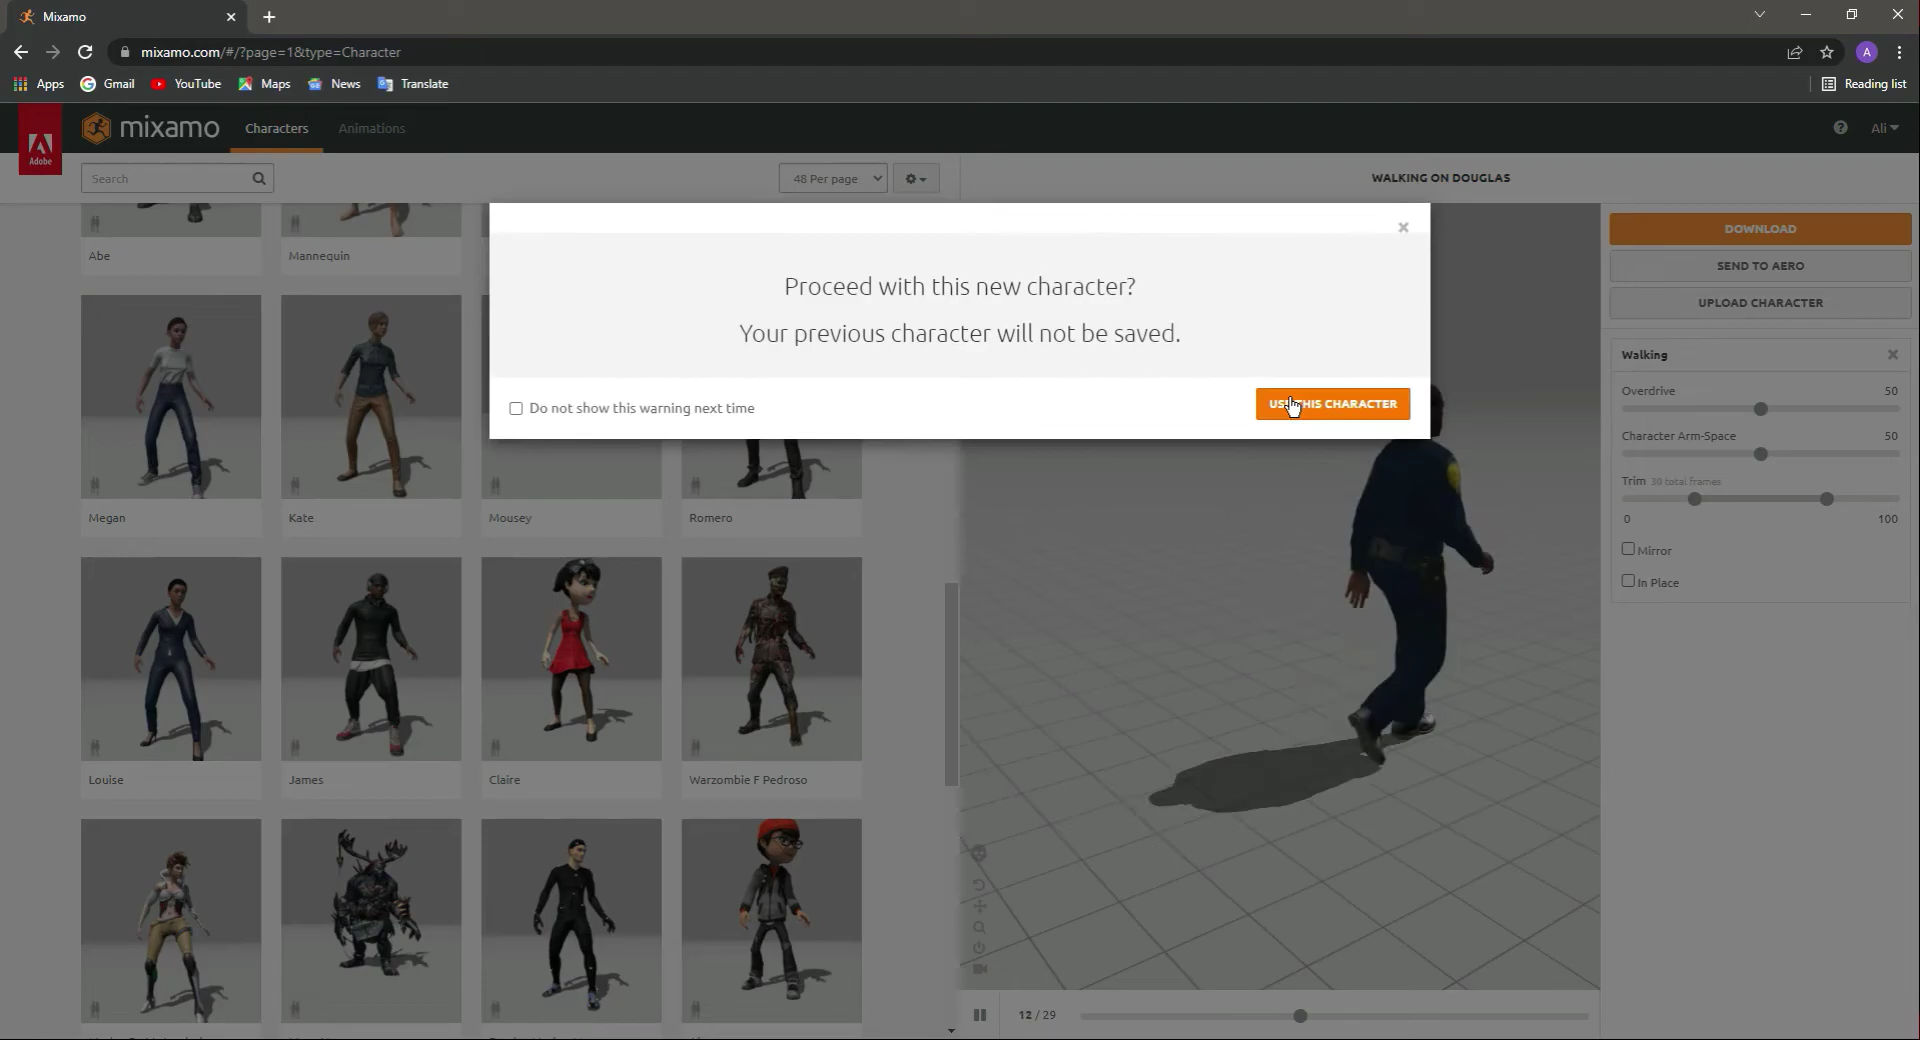 Mixamo
mixamo.com/#/?page=1&type=Character
A
Apps
Gmail
YouTube
Maps
News
Translate
Reading list
Adobe
mixamo
Characters
Animations
Ali
Search
48 Per page
WALKING ON DOUGLAS
Proceed with this new character?
Your previous character will not be saved.
Do not show this warning next time
THIS CHARACTER
DOWNLOAD
SEND TO AERO
UPLOAD CHARACTER
Walking
Overdrive 50
Character Arm-Space 50
Trim 30 total frames
0 100
Mirror
In Place
Abe
Mannequin
Megan
Kate
Mousey
Romero
Louise
James
Claire
Warzombie F Pedroso
12 / 29